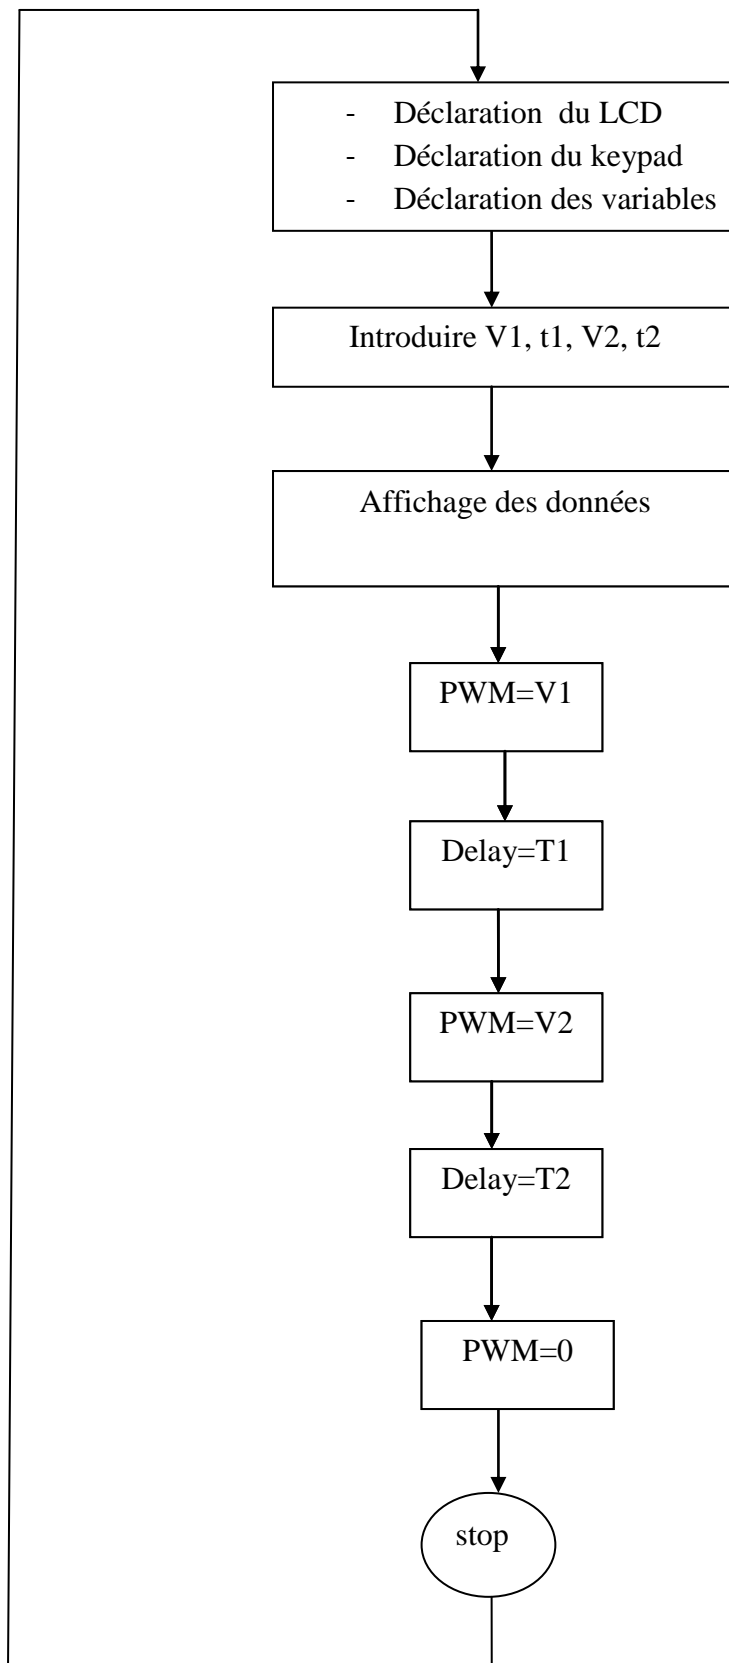 - Déclaration du LCD
- Déclaration du keypad
- Déclaration des variables
Introduire V1, t1, V2, t2
Affichage des données
PWM=V1
Delay=T1
PWM=V2
Delay=T2
PWM=0
stop